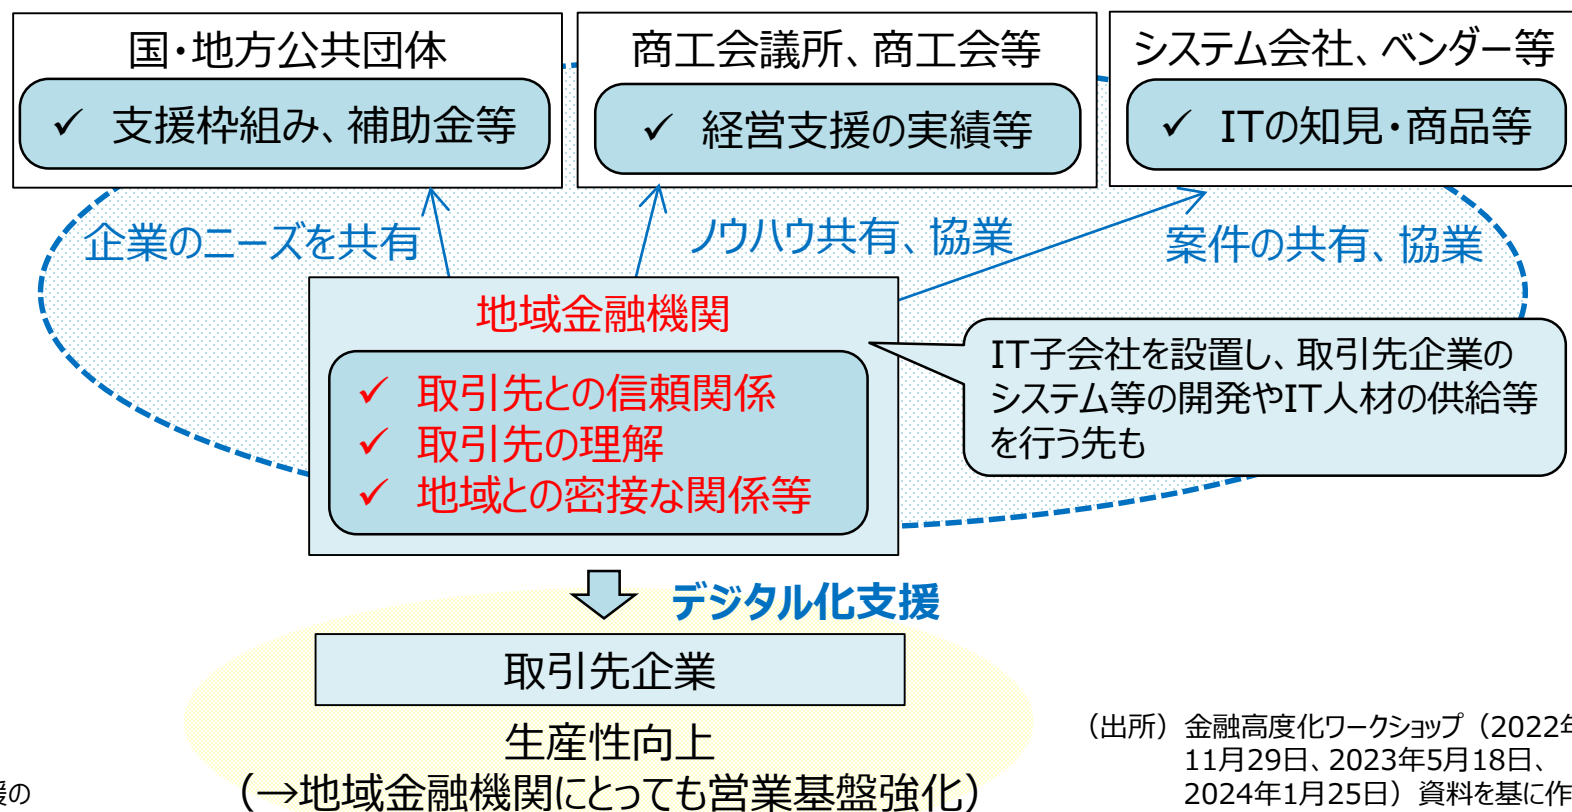 国・地方公共団体
✓ 支援枠組み、補助金等
商工会議所、商工会等
✓ 経営支援の実績等
システム会社、ベンダー等
✓ ITの知見・商品等
企業のニーズを共有
ノウハウ共有、協業
案件の共有、協業
地域金融機関
✓ 取引先との信頼関係
✓ 取引先の理解
✓ 地域との密接な関係等
IT子会社を設置し、取引先企業の
システム等の開発やIT人材の供給等
を行う先も
デジタル化支援
取引先企業
生産性向上
（→地域金融機関にとっても営業基盤強化）
（出所）金融高度化ワークショップ（2022年
11月29日、2023年5月18日、
2024年1月25日）資料を基に作
援の